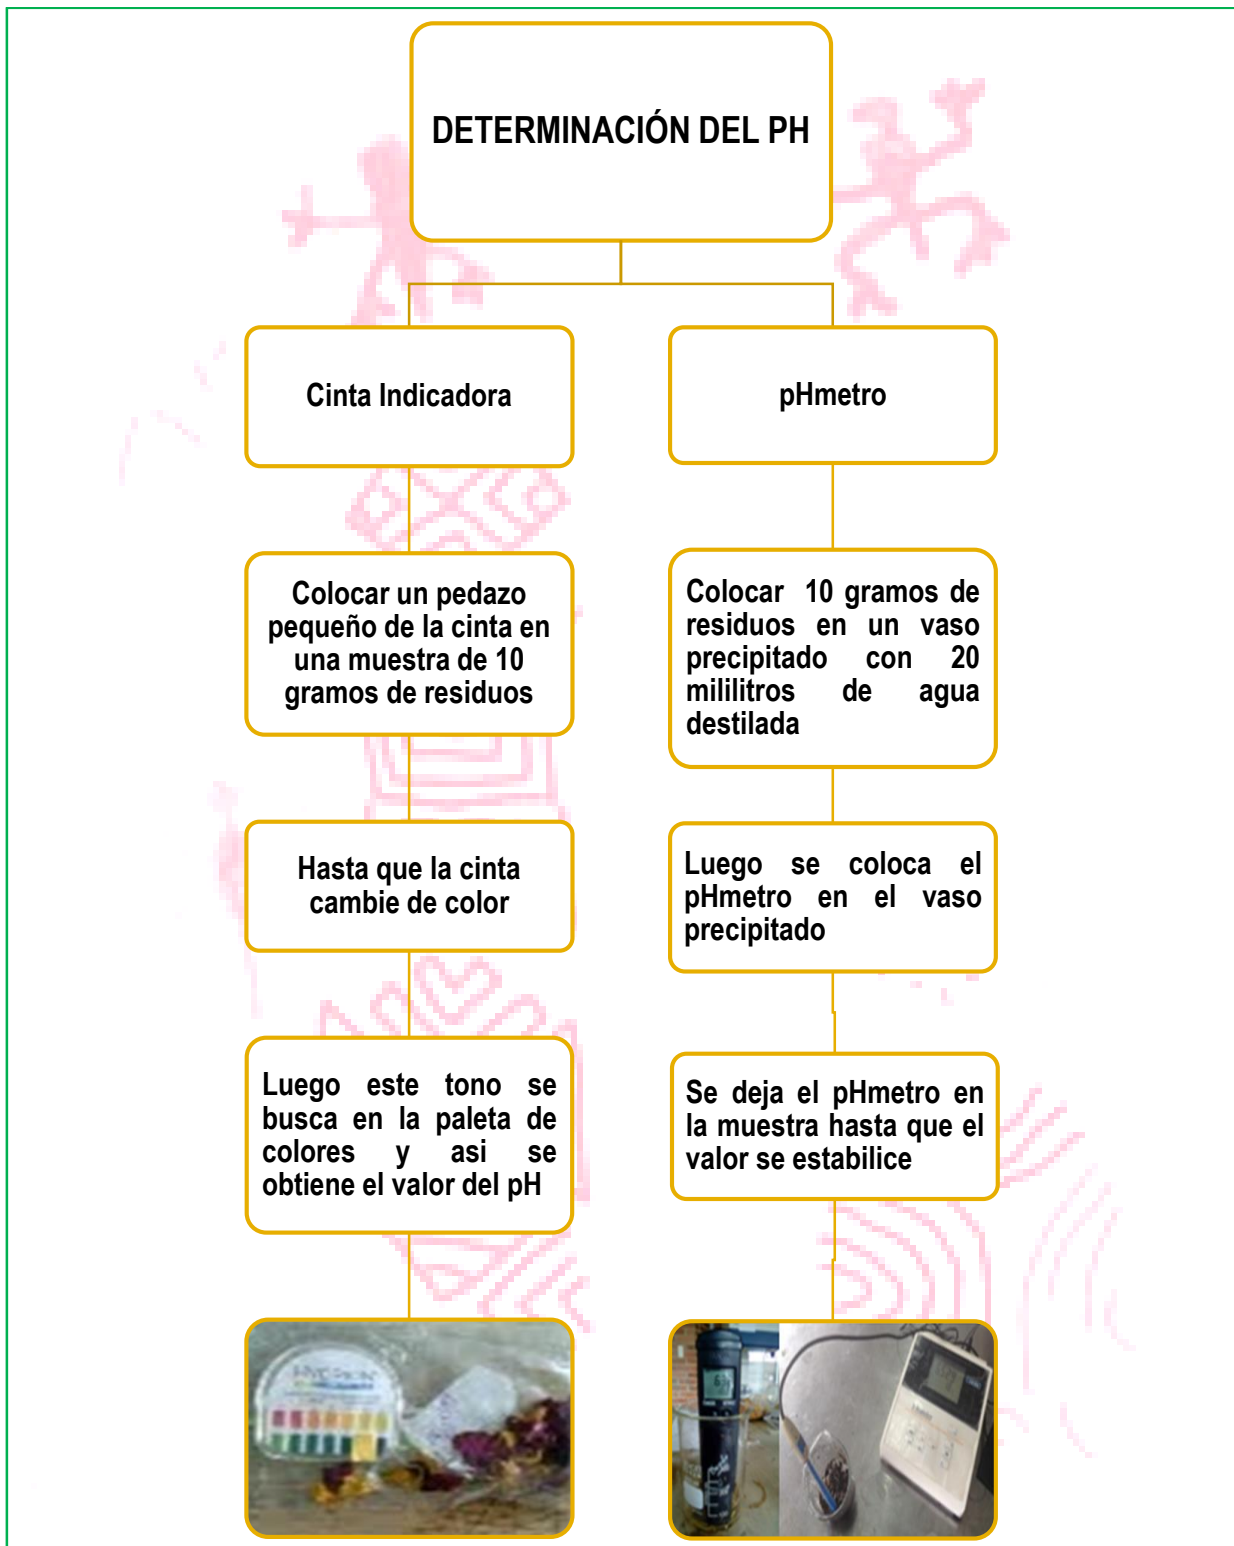 DETERMINACIÓN DEL PH
Cinta Indicadora
Colocar un pedazo
pequeño de la cinta en
una muestra de 10
gramos de residuos
Hasta que la cinta
cambie de color
Luego este tono se
busca en la paleta de
colores y asi se
obtiene el valor del pH
pHmetro
Colocar 10 gramos de
residuos en un vaso
precipitado con 20
mililitros de agua
destilada
Luego se coloca el
pHmetro en el vaso
precipitado
Se deja el pHmetro en
la muestra hasta que el
valor se estabilice